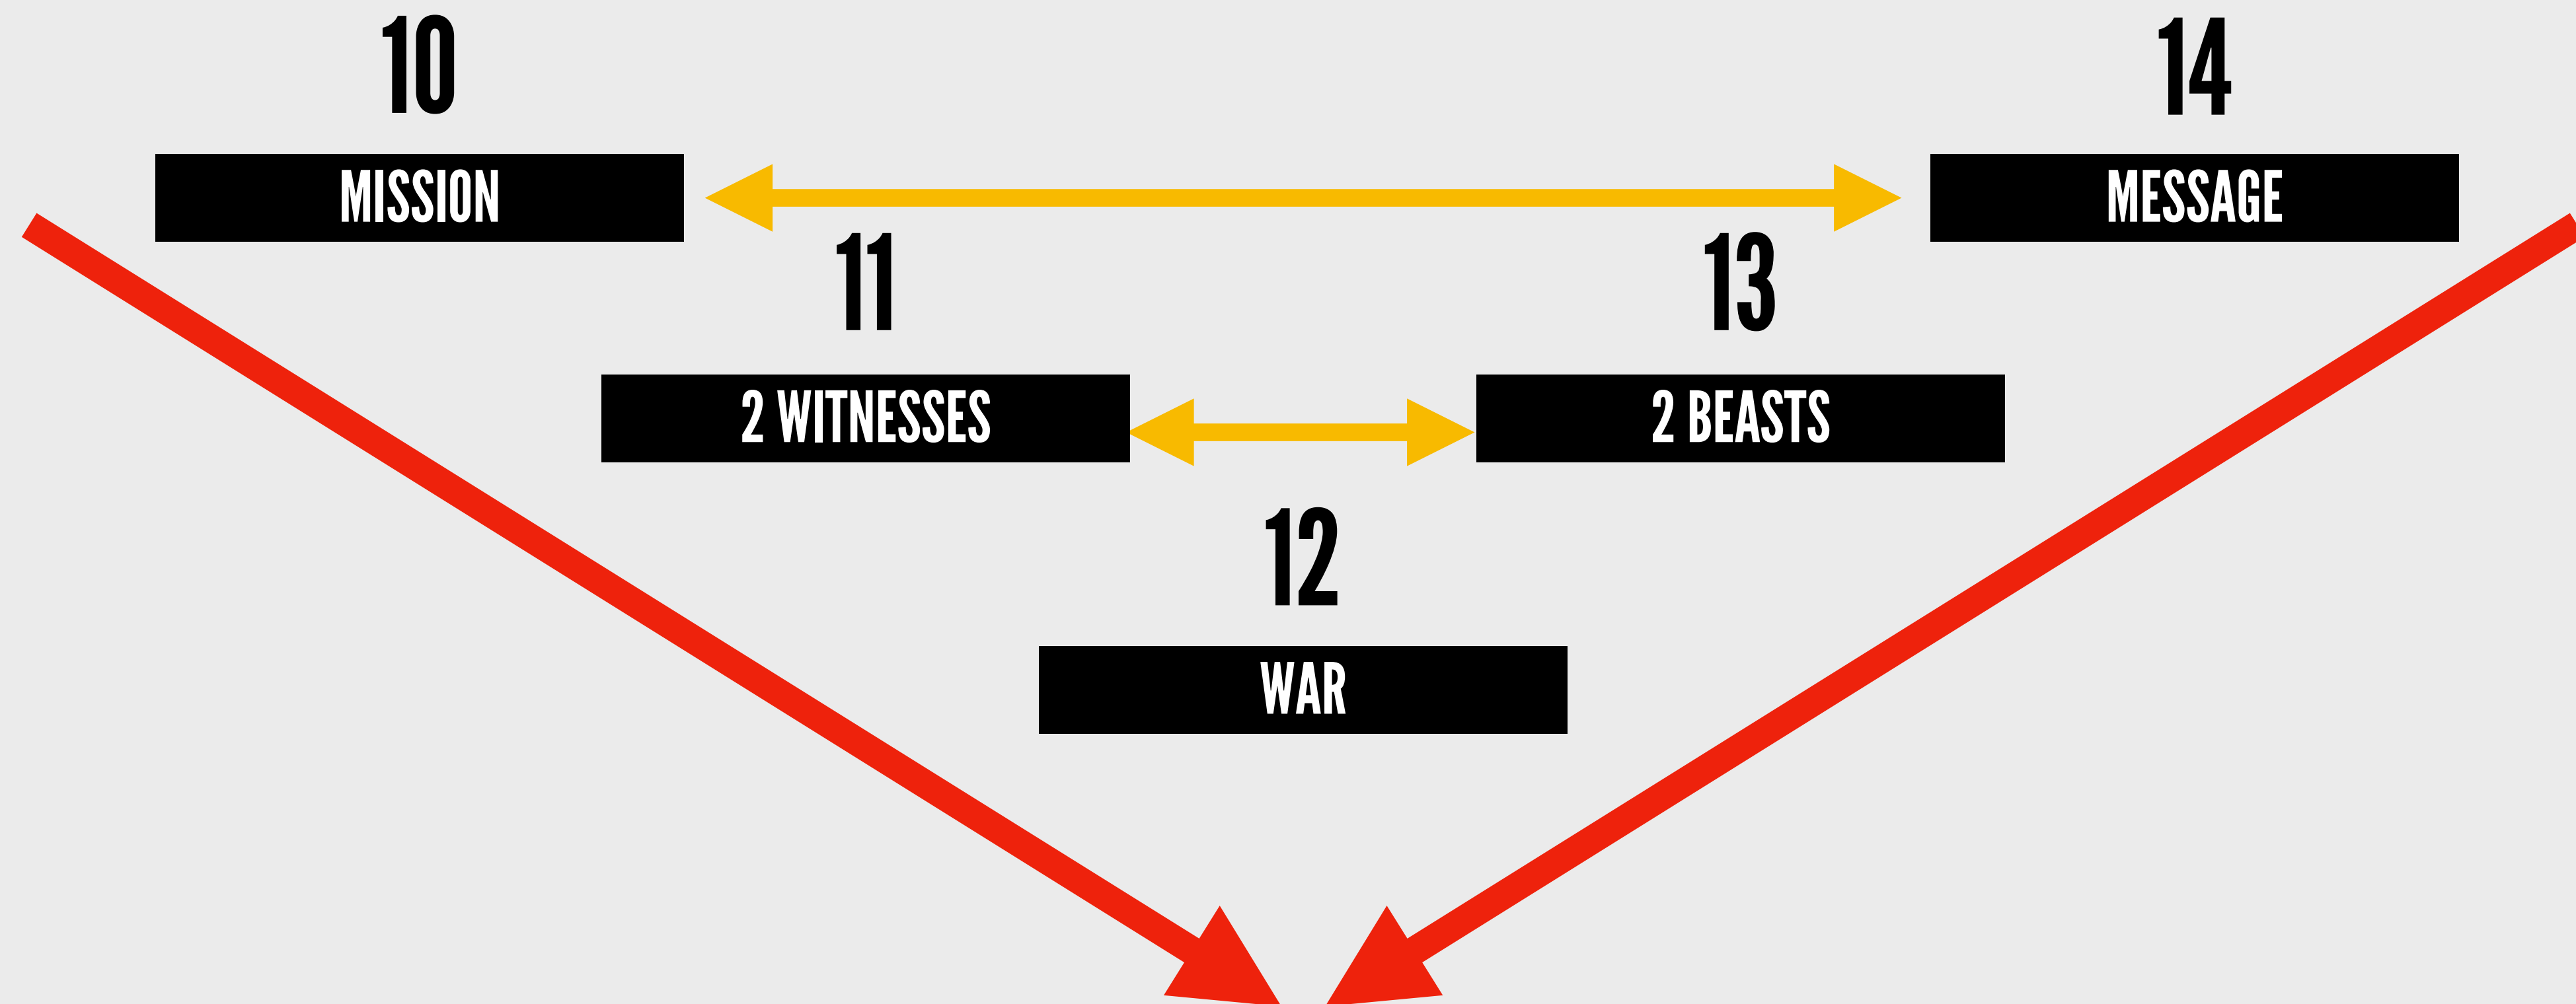 10
14
MISSION
MESSAGE
11
13
2 WITNESSES
2 BEASTS
12
WAR